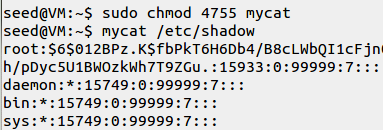 seed@VM:~$ sudo chmod 4755 mycat
seed@VM:~$ mycat /etc/shadow
root:$6$012BPz.K$fbPkT6H6Db4/B8cLWbQI1cFjn0
h/pDyc5U1BWOzkWh7T9ZGu.:15933:0:99999:7:::
daemon:*:15749:0:99999:7:::
bin:*:15749:0:99999:7:::
sys:*:15749:0:99999:7:::